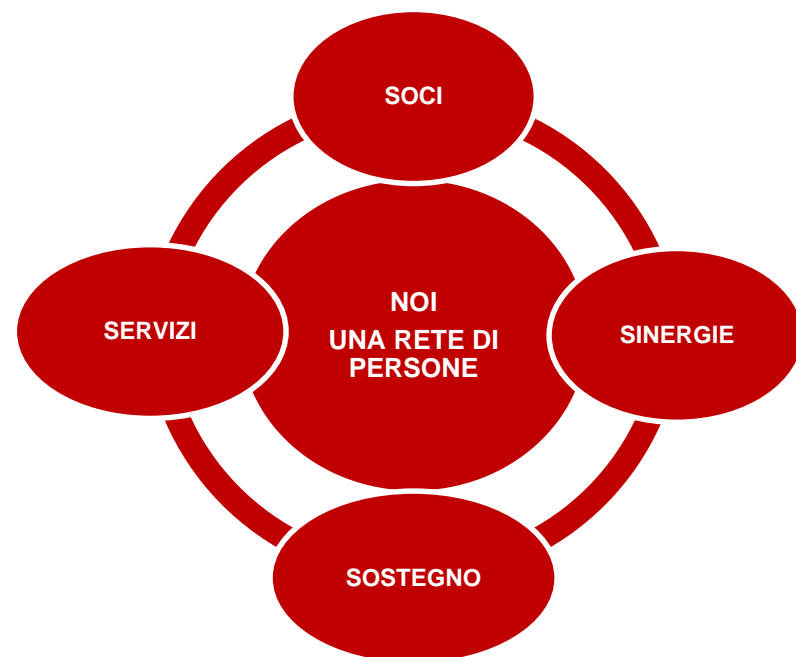 SOCI
NOI
UNA RETE DI
PERSONE
SERVIZI
SINERGIE
SOSTEGNO